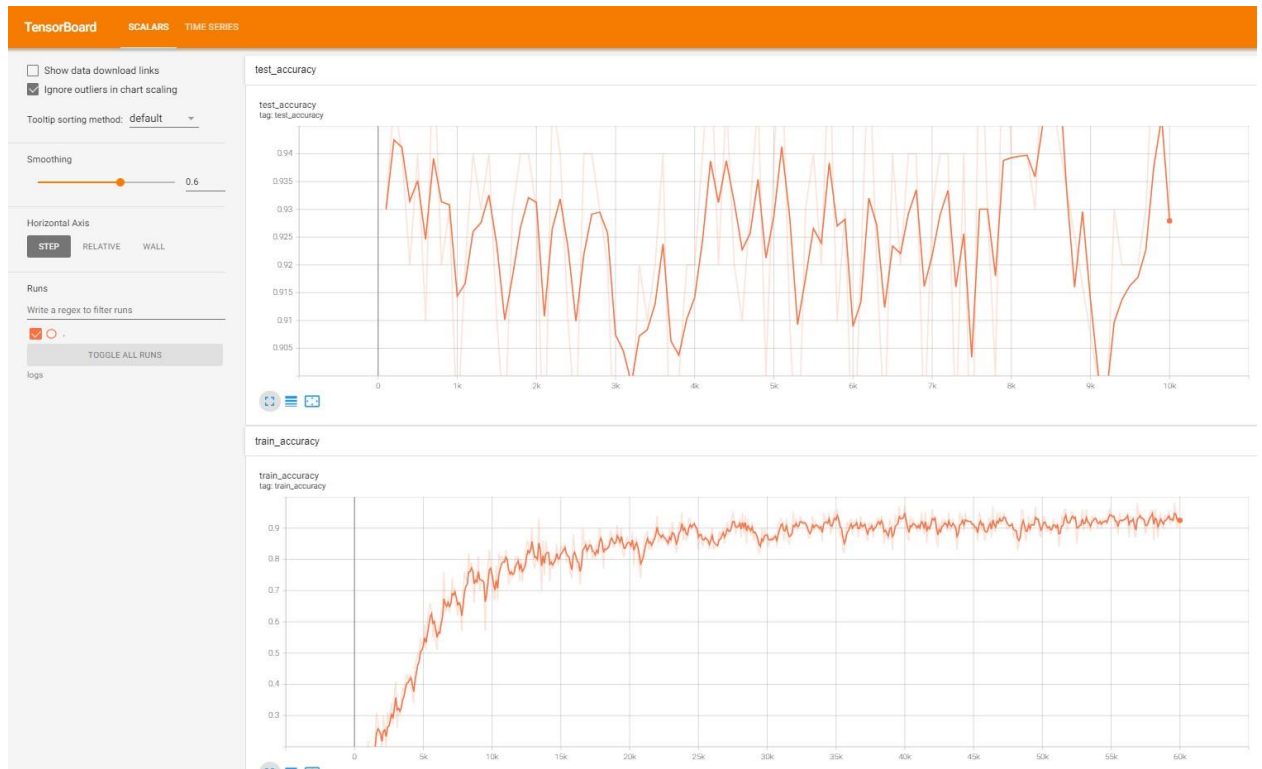 TensorBoard SCALARS TIME SERIES
Show data download links
Ignore outliers in chart scaling
Tooltip sorting method: default
Smoothing
0.6
Horizontal Axis
STEP RELATIVE WALL
Runs
Write a regex to filter runs
.
TOGGLE ALL RUNS
logs
test_accuracy
test_accuracy
tag: test_accuracy
0.94
0.935
0.93
0.925
0.92
0.915
0.91
0.905
0 1k 2k 3k 4k 5k 6k 7k 8k 9k 10k
train_accuracy
train_accuracy
tag: train_accuracy
0.9
0.8
0.7
0.6
0.5
0.4
0.3
0 5k 10k 15k 20k 25k 30k 35k 40k 45k 50k 55k 60k